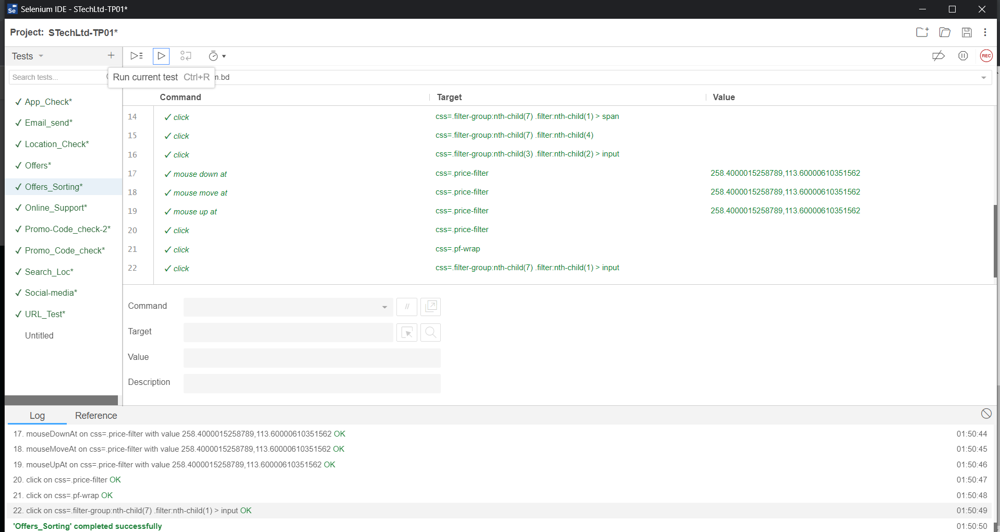 Selenium IDE - STechLtd-TP01*
Project: STechLtd-TP01*
Tests
Run current test Ctrl+R
Search tests...
m.bd
Command Target Value
App_Check*
Email_send*
Location_Check*
Offers*
Offers_Sorting*
Online_Support*
Promo-Code_check-2*
Promo_Code_check*
Search_Loc*
Social-media*
URL_Test*
Untitled
REC
14 click css=.filter-group:nth-child(7) .filter:nth-child(1) > span
15 click css=.filter-group:nth-child(7) .filter:nth-child(4)
16 click css=.filter-group:nth-child(3) .filter:nth-child(2) > input
17 mouse down at css=.price-filter 258.4000015258789,113.60000610351562
18 mouse move at css=.price-filter 258.4000015258789,113.60000610351562
19 mouse up at css=.price-filter 258.4000015258789,113.60000610351562
20 click css=.price-filter
21 click css=.pf-wrap
22 click css=.filter-group:nth-child(7) .filter:nth-child(1) > input
Command //
Target
Value
Description
Log Reference
17. mouseDownAt on css=.price-filter with value 258.4000015258789,113.60000610351562 OK 01:50:44
18. mouseMoveAt on css=.price-filter with value 258.4000015258789,113.60000610351562 OK 01:50:45
19. mouseUpAt on css=.price-filter with value 258.4000015258789,113.60000610351562 OK 01:50:46
20. click on css=.price-filter OK 01:50:47
21. click on css=.pf-wrap OK 01:50:48
22. click on css=.filter-group:nth-child(7) .filter:nth-child(1) > input OK 01:50:49
'Offers_Sorting' completed successfully 01:50:50